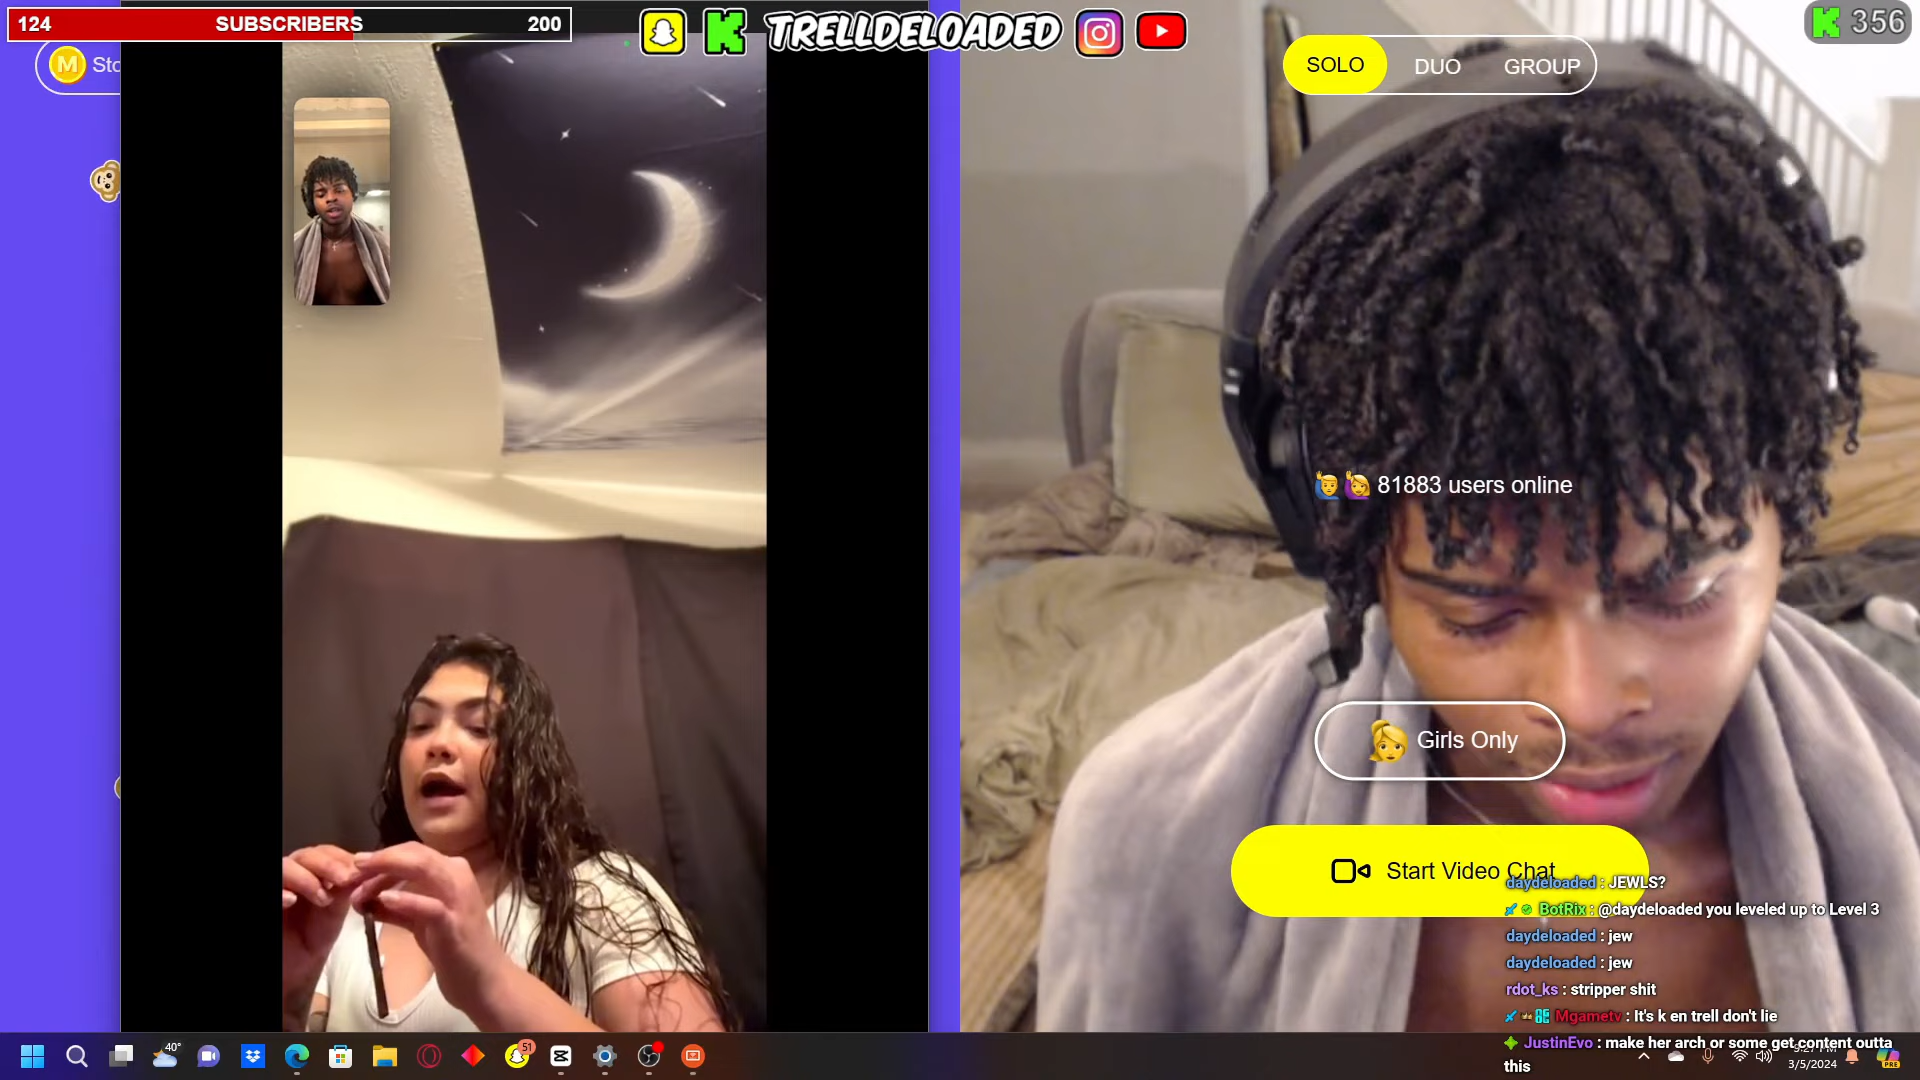 124 SUBSCRIBERS 200
TRELLDELOADED
356
M Sto
SOLO DUO GROUP
81883 users online
Girls Only
Start Video Chat
daydeloaded : JEWLS?
BotRix : @daydeloaded you leveled up to Level 3
daydeloaded : jew
daydeloaded : jew
rdot_ks : stripper shit
Mgametv : It's k en trell don't lie
JustinEvo : make her arch or some get content outta
this
40°
51
3/5/2024
PRE